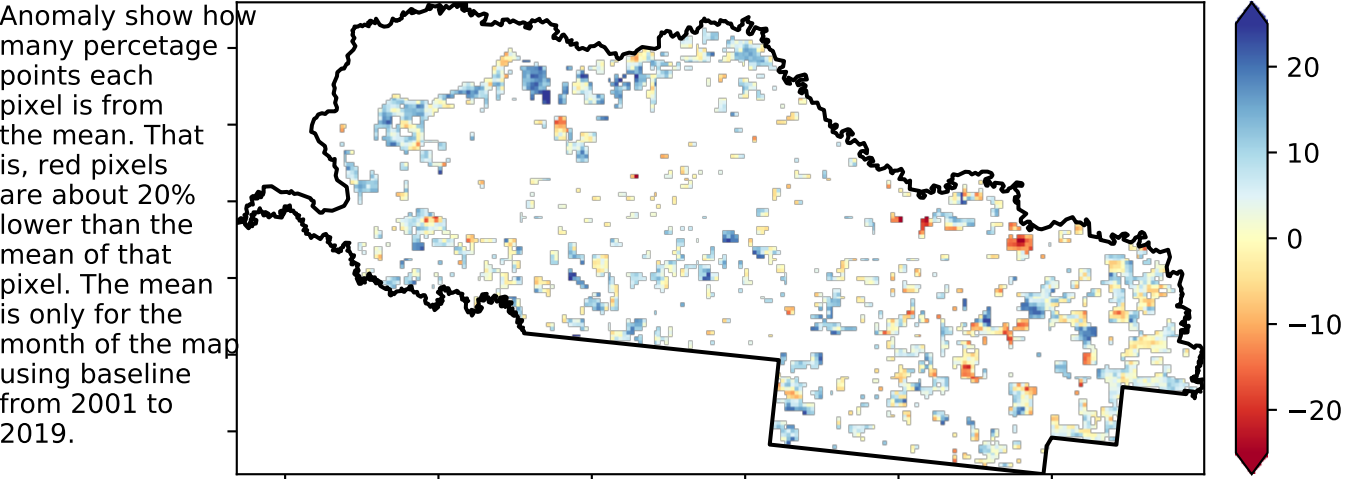 Anomaly show how
many percetage
points each
pixel is from
the mean. That
is, red pixels
are about 20%
lower than the
mean of that
pixel. The mean
is only for the
month of the map
using baseline
from 2001 to
2019.
20
10
0
−10
−20